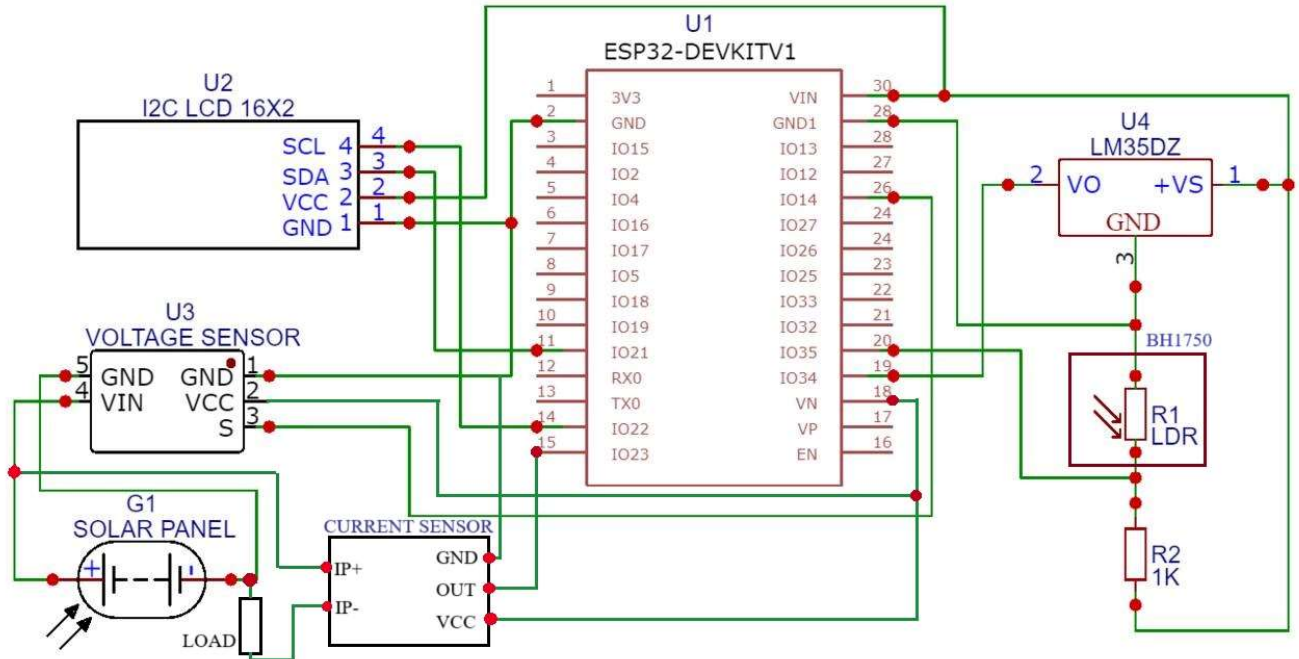 U1
ESP32-DEVKITV1
1 3V3 VIN 30
2 GND GND1 28
3 IO15 IO13 28
4 IO2 IO12 27
5 IO4 IO14 26
6 IO16 IO27 24
7 IO17 IO26 24
8 IO5 IO25 23
9 IO18 IO33 22
10 IO19 IO32 21
11 IO21 IO35 20
12 RX0 IO34 19
13 TX0 VN 18
14 IO22 VP 17
15 IO23 EN 16
U2
I2C LCD 16X2
SCL 4 4
SDA 3 3
VCC 2 2
GND 1 1
U4
LM35DZ
2 VO +VS 1
GND
3
BH1750
R1
LDR
R2
1K
U3
VOLTAGE SENSOR
5 GND GND 1
4 VIN VCC 2
S 3
G1
SOLAR PANEL
+ -
LOAD
CURRENT SENSOR
GND
IP+
OUT
IP-
VCC